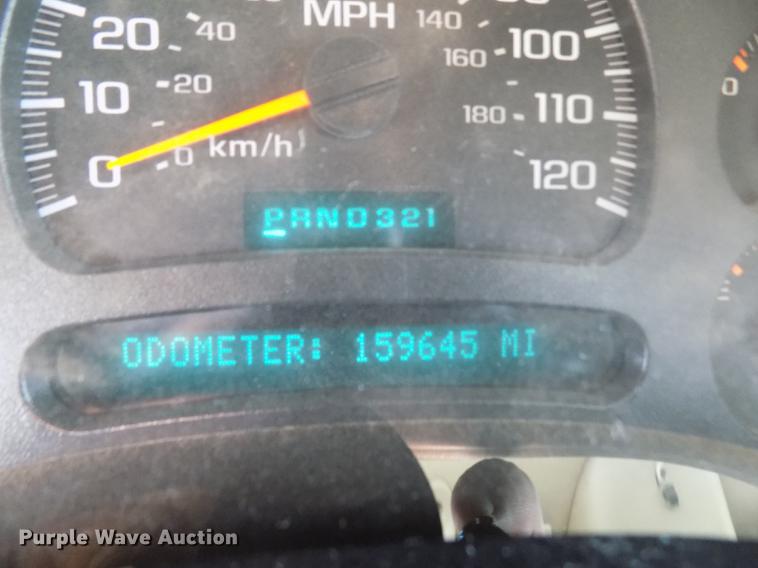 MPH
20 40 140 100
160
10 20 180 110
0 0 km/h 120
0
PRND321
ODOMETER: 159645 MI
Purple Wave Auction